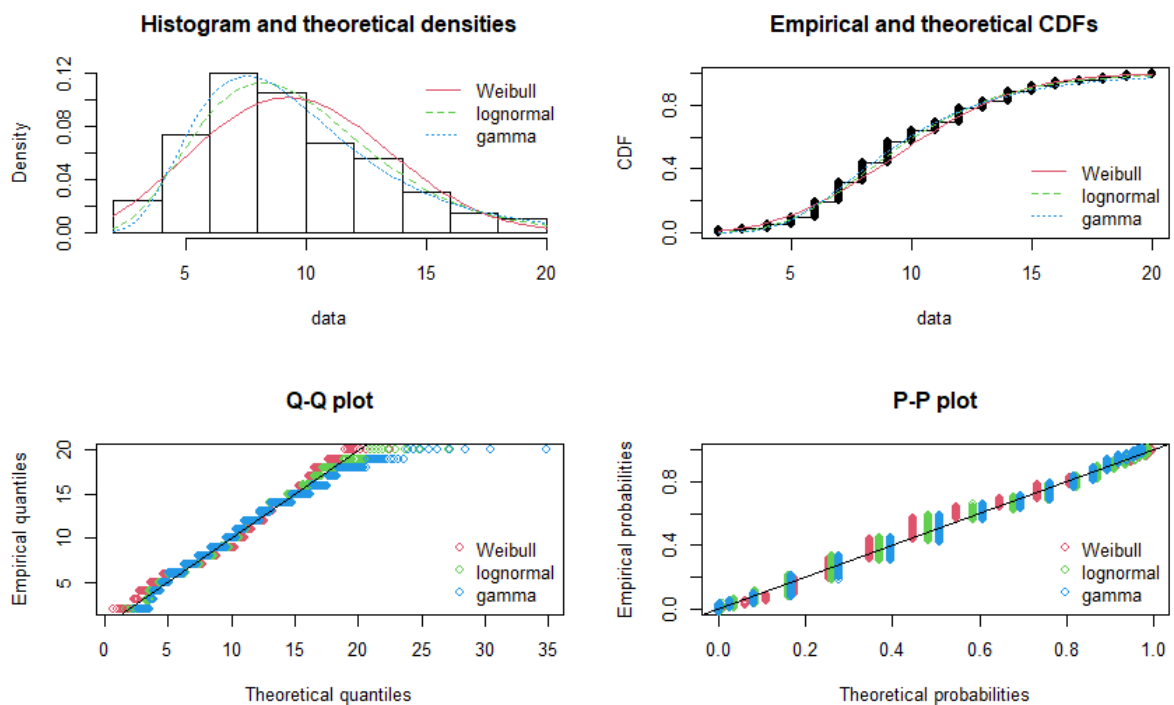 Histogram and theoretical densities
Density
0.00
0.04
0.08
0.12
Weibull
lognormal
gamma
5
10
15
20
data
Empirical and theoretical CDFs
CDF
0.0
0.4
0.8
Weibull
lognormal
gamma
5
10
15
20
data
Q-Q plot
Empirical quantiles
5
10
15
20
Weibull
lognormal
gamma
0
5
10
15
20
25
30
35
Theoretical quantiles
P-P plot
Empirical probabilities
0.0
0.4
0.8
Weibull
lognormal
gamma
0.0
0.2
0.4
0.6
0.8
1.0
Theoretical probabilities